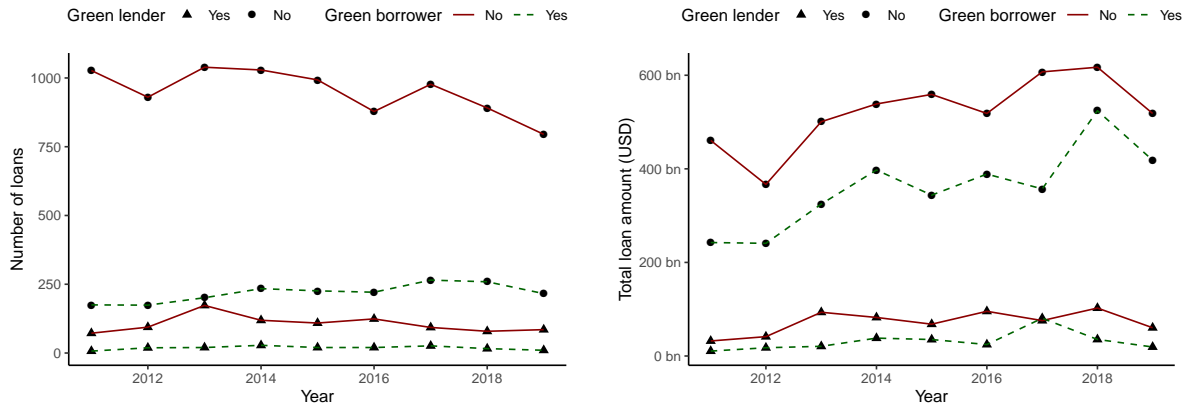 Green lender Yes No Green borrower No Yes
Number of loans
1000
750
500
250
0
2012 2014 2016 2018
Year
Green lender Yes No Green borrower No Yes
Total loan amount (USD)
600 bn
400 bn
200 bn
0 bn
2012 2014 2016 2018
Year